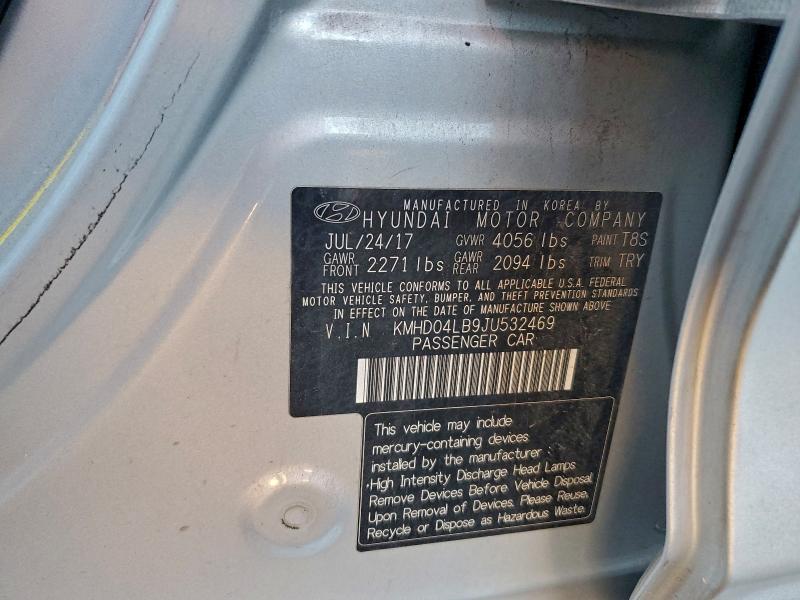 MANUFACTURED IN KOREA BY
HYUNDAI MOTOR COMPANY
JUL/24/17 GVWR 4056 lbs PAINT T8S
GAWR FRONT 2271 lbs GAWR REAR 2094 lbs TRIM TRY
THIS VEHICLE CONFORMS TO ALL APPLICABLE U.S.A. FEDERAL
MOTOR VEHICLE SAFETY, BUMPER, AND THEFT PREVENTION STANDARDS
IN EFFECT ON THE DATE OF MANUFACTURE SHOWN ABOVE
V.I.N KMHD04LB9JU532469
PASSENGER CAR
This vehicle may include
mercury-containing devices
installed by the manufacturer
•High Intensity Discharge Head Lamps
Remove Devices Before Vehicle Disposal
Upon Removal of Devices. Please Reuse,
Recycle or Dispose as Hazardous Waste.